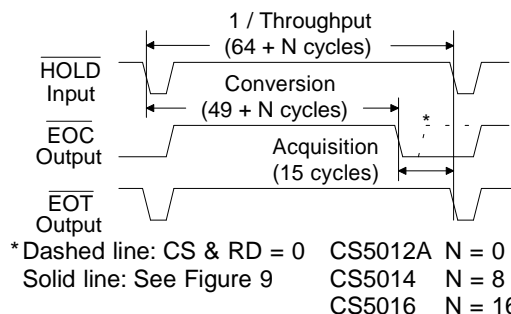 1 / Throughput
(64 + N cycles)
HOLD
Input
Conversion
(49 + N cycles)
*
EOC
Output
Acquisition
(15 cycles)
EOT
Output
*Dashed line: CS & RD = 0 CS5012A N = 0
Solid line: See Figure 9 CS5014 N = 8
CS5016 N = 16